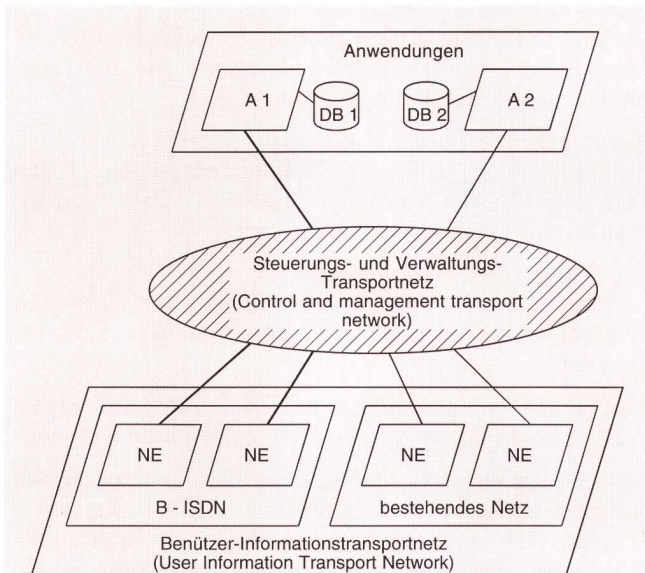 Anwendungen
A 1
DB 1
DB 2
A 2
Steuerungs- und Verwaltungs-
Transportnetz
(Control and management transport
network)
NE
NE
NE
NE
B - ISDN
bestehendes Netz
Benützer-Informationstransportnetz
(User Information Transport Network)